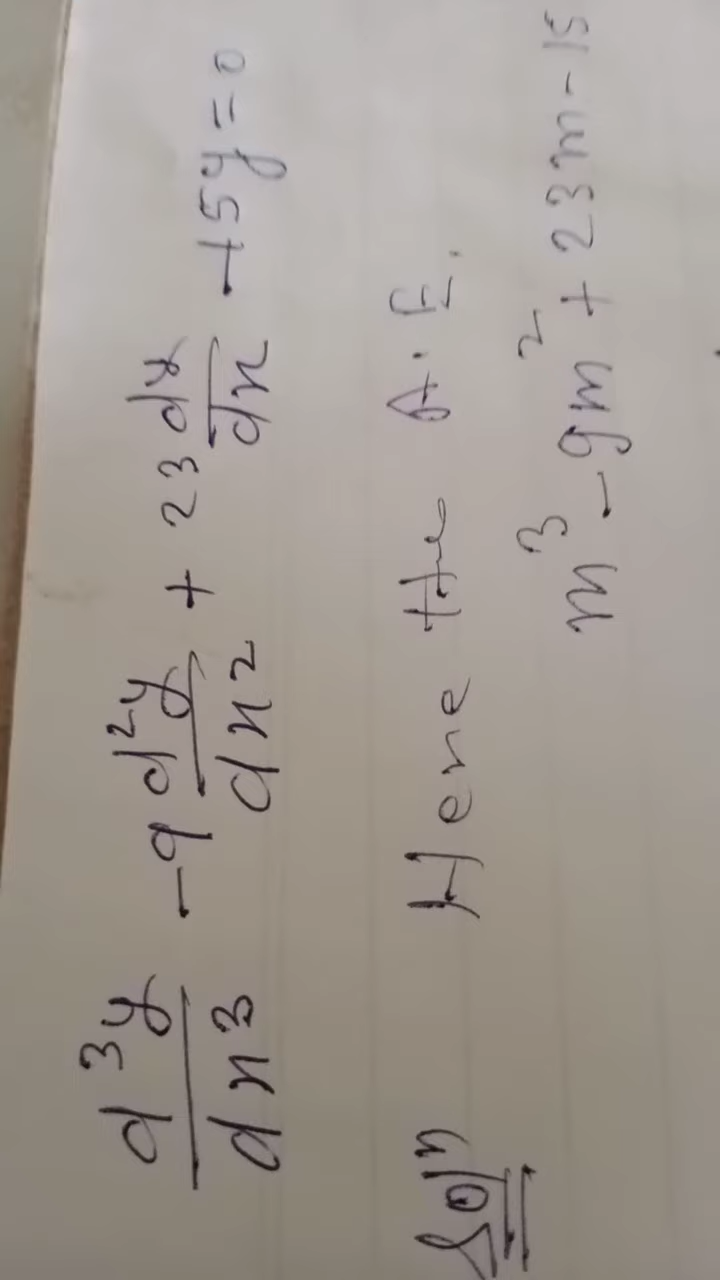 d³y/dx³ - 9 d²y/dx² + 23 dy/dx - 15y = 0
Solⁿ Here the A.E.
m³ - 9m² + 23m - 15